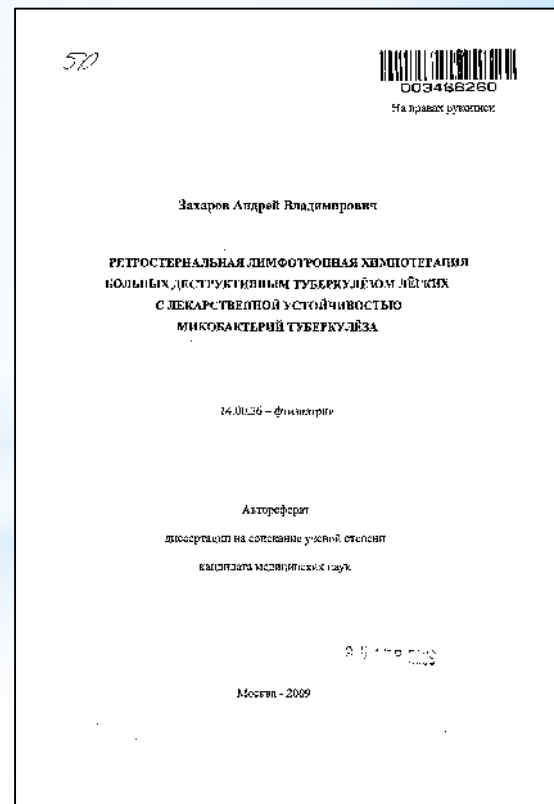 003468260
На правах рукописи
Захаров Андрей Владимирович
РЕТРОСТЕРНАЛЬНАЯ ЛИМФОТРОПНАЯ ХИМИОТЕРАПИЯ
БОЛЬНЫХ ДЕСТРУКТИВНЫМ ТУБЕРКУЛЁЗОМ ЛЁГКИХ
С ЛЕКАРСТВЕННОЙ УСТОЙЧИВОСТЬЮ
МИКОБАКТЕРИЙ ТУБЕРКУЛЁЗА
14.00.26 – фтизиатрия
Автореферат
диссертации на соискание ученой степени
кандидата медицинских наук
Москва - 2009